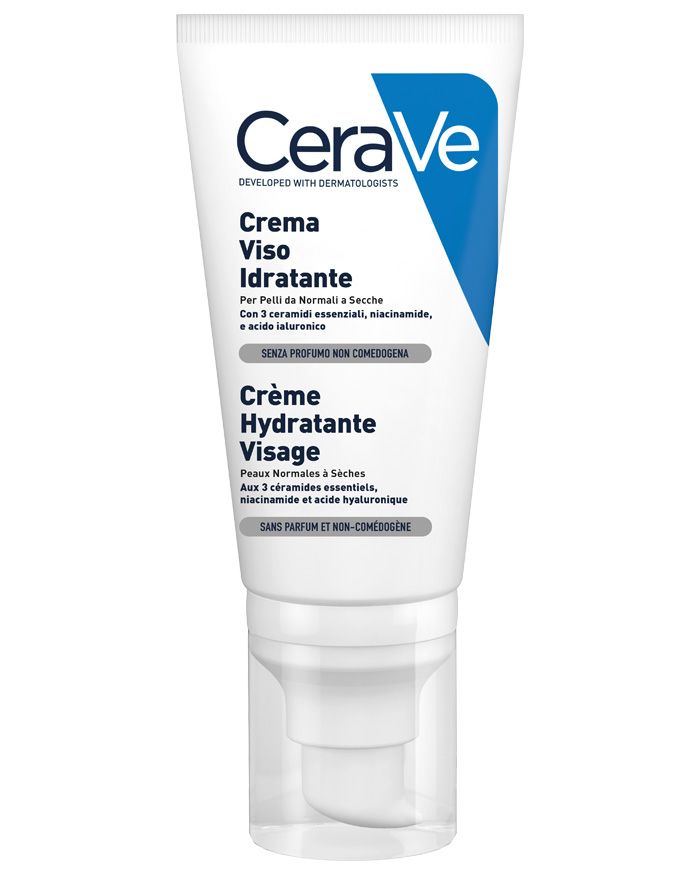 CeraVe
DEVELOPED WITH DERMATOLOGISTS
Crema
Viso
Idratante
Per Pelli da Normali a Secche
Con 3 ceramidi essenziali, niacinamide,
e acido ialuronico
SENZA PROFUMO NON COMEDOGENA
Crème
Hydratante
Visage
Peaux Normales à Sèches
Aux 3 céramides essentiels,
niacinamide et acide hyaluronique
SANS PARFUM ET NON-COMÉDOGÈNE